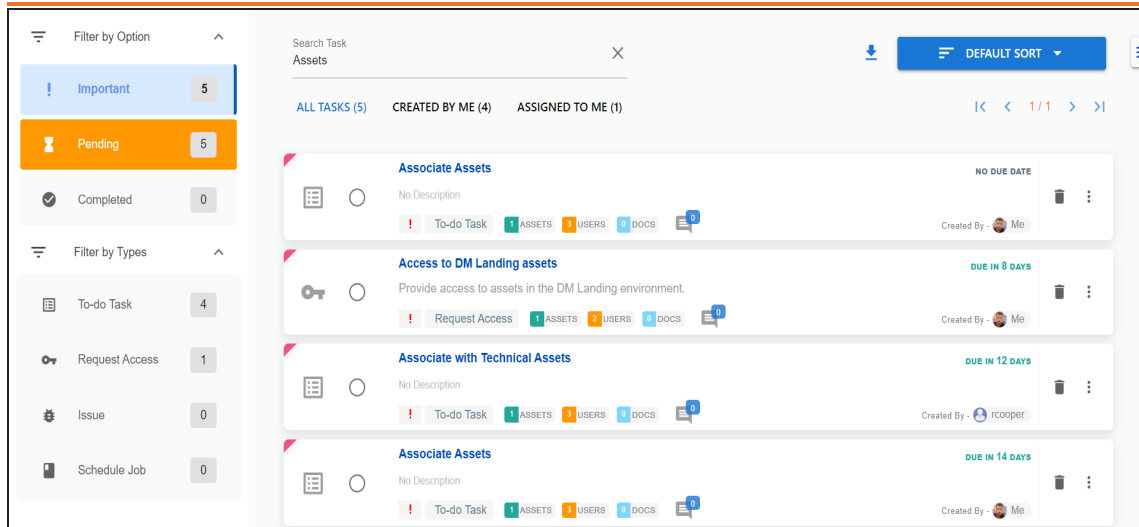 Filter by Option
! Important 5
Pending 5
Completed 0
Filter by Types
To-do Task 4
Request Access 1
Issue 0
Schedule Job 0
Search Task
Assets
DEFAULT SORT
ALL TASKS (5) CREATED BY ME (4) ASSIGNED TO ME (1)
1 / 1
Associate Assets
NO DUE DATE
No Description
! To-do Task 1 ASSETS 3 USERS 0 DOCS 0
Created By - Me
Access to DM Landing assets
DUE IN 8 DAYS
Provide access to assets in the DM Landing environment.
! Request Access 1 ASSETS 2 USERS 0 DOCS 0
Created By - Me
Associate with Technical Assets
DUE IN 12 DAYS
No Description
! To-do Task 1 ASSETS 3 USERS 0 DOCS 0
Created By - rcooper
Associate Assets
DUE IN 14 DAYS
No Description
! To-do Task 1 ASSETS 3 USERS 0 DOCS 0
Created By - Me